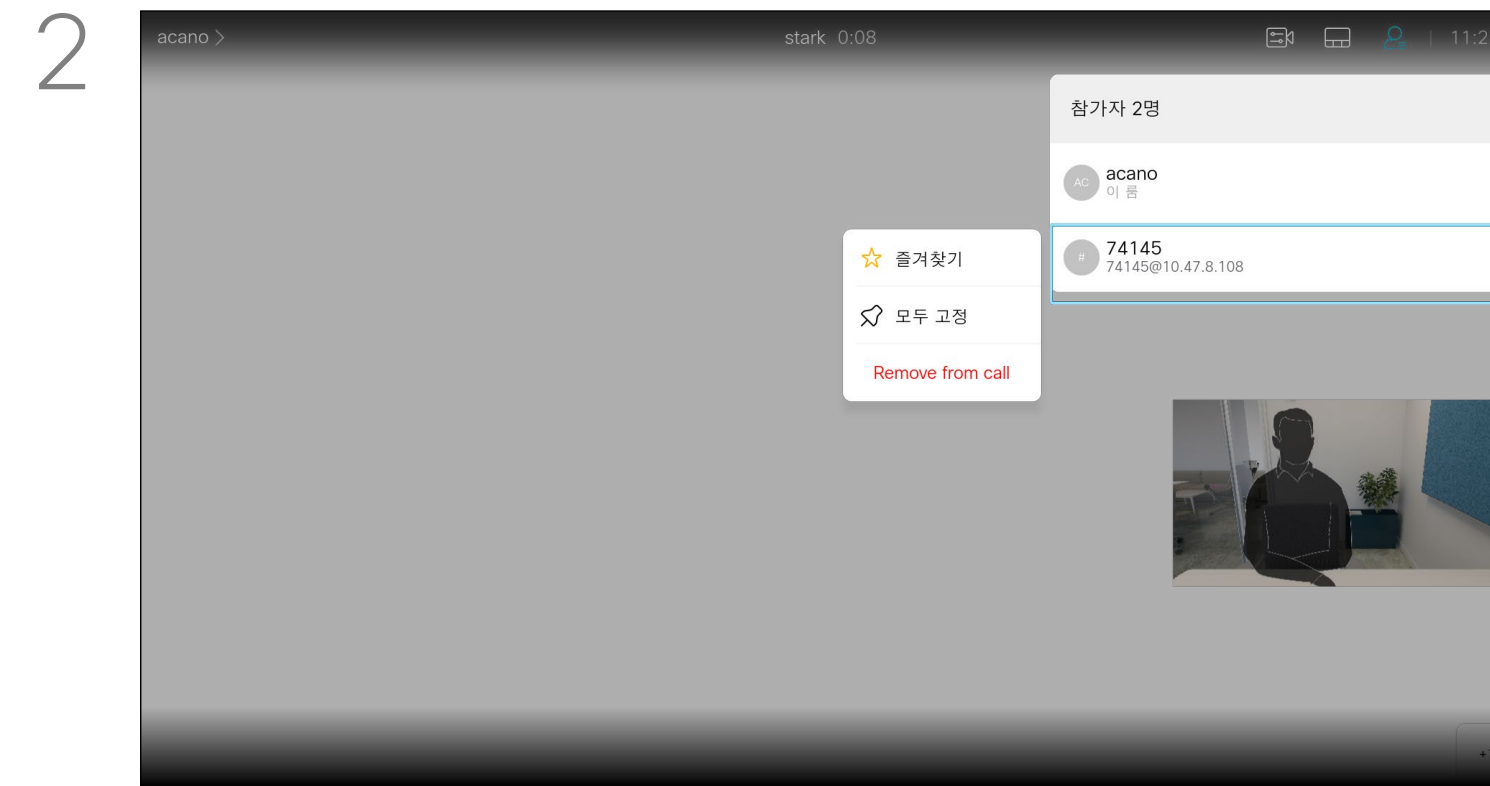 2
acano >
stark 0:08
11:2
참가자 2명
AC
acano
이 룸
#
74145
74145@10.47.8.108
즐겨찾기
모두 고정
Remove from call
+